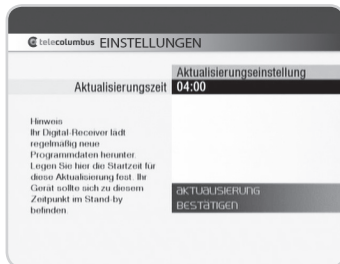 telecolumbus EINSTELLUNGEN
Aktualisierungseinstellung
Aktualisierungszeit 04:00
Hinweis
Ihr Digital-Receiver lädt
regelmäßig neue
Programmdaten herunter.
Legen Sie hier die Startzeit für
diese Aktualisierung fest. Ihr
Gerät sollte sich zu diesem
Zeitpunkt im Stand-by
befinden.
AKTUALISIERUNG
BESTÄTIGEN